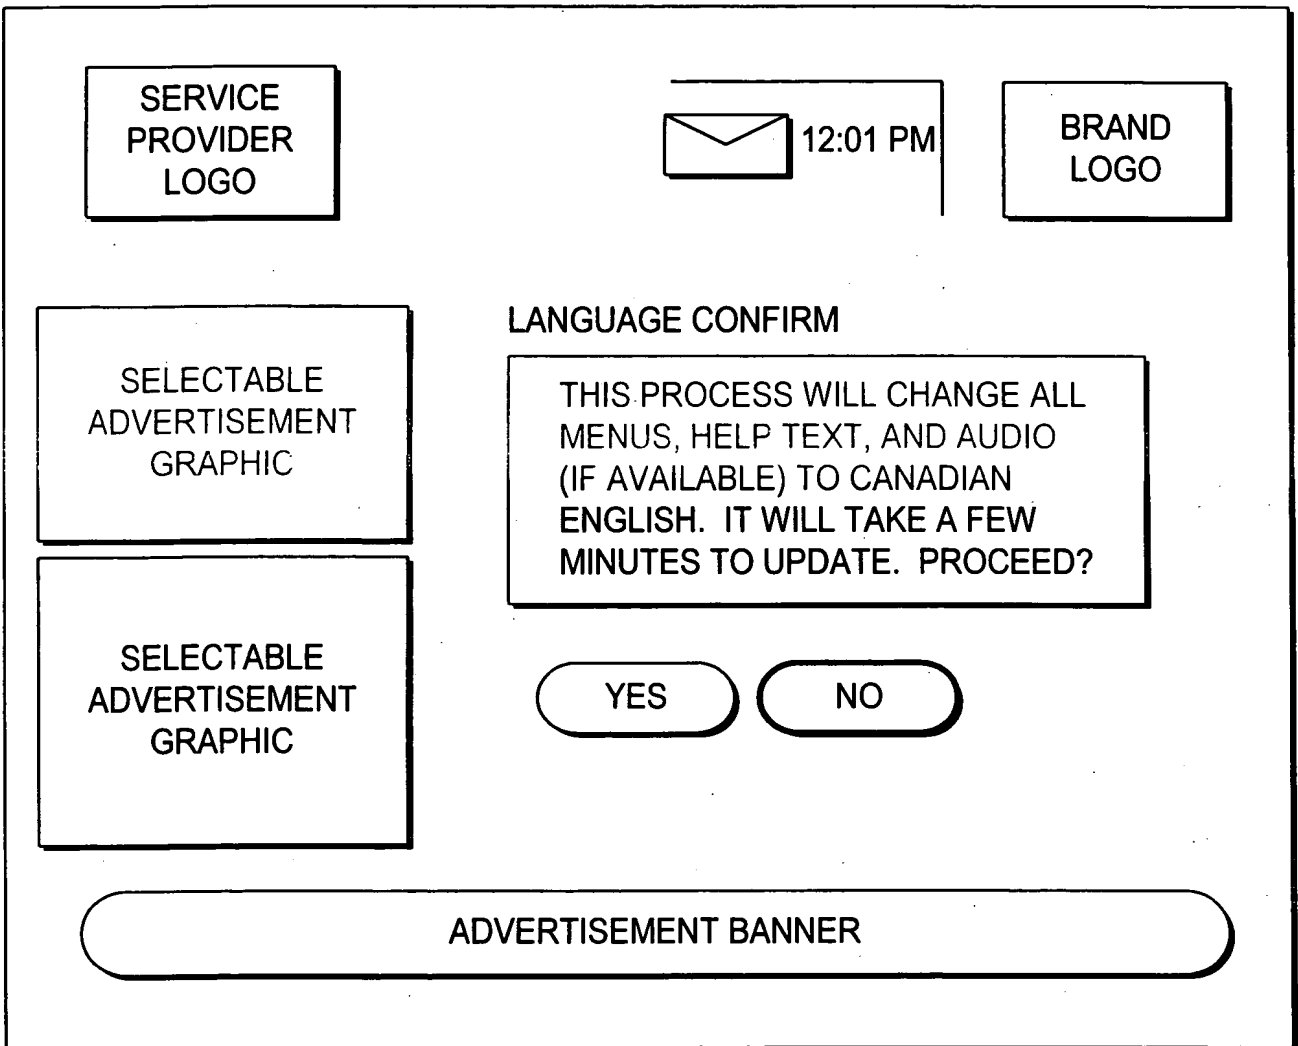 SERVICE
PROVIDER
LOGO
12:01 PM
BRAND
LOGO
SELECTABLE
ADVERTISEMENT
GRAPHIC
LANGUAGE CONFIRM
THIS PROCESS WILL CHANGE ALL
MENUS, HELP TEXT, AND AUDIO
(IF AVAILABLE) TO CANADIAN
ENGLISH. IT WILL TAKE A FEW
MINUTES TO UPDATE. PROCEED?
SELECTABLE
ADVERTISEMENT
GRAPHIC
YES
NO
ADVERTISEMENT BANNER